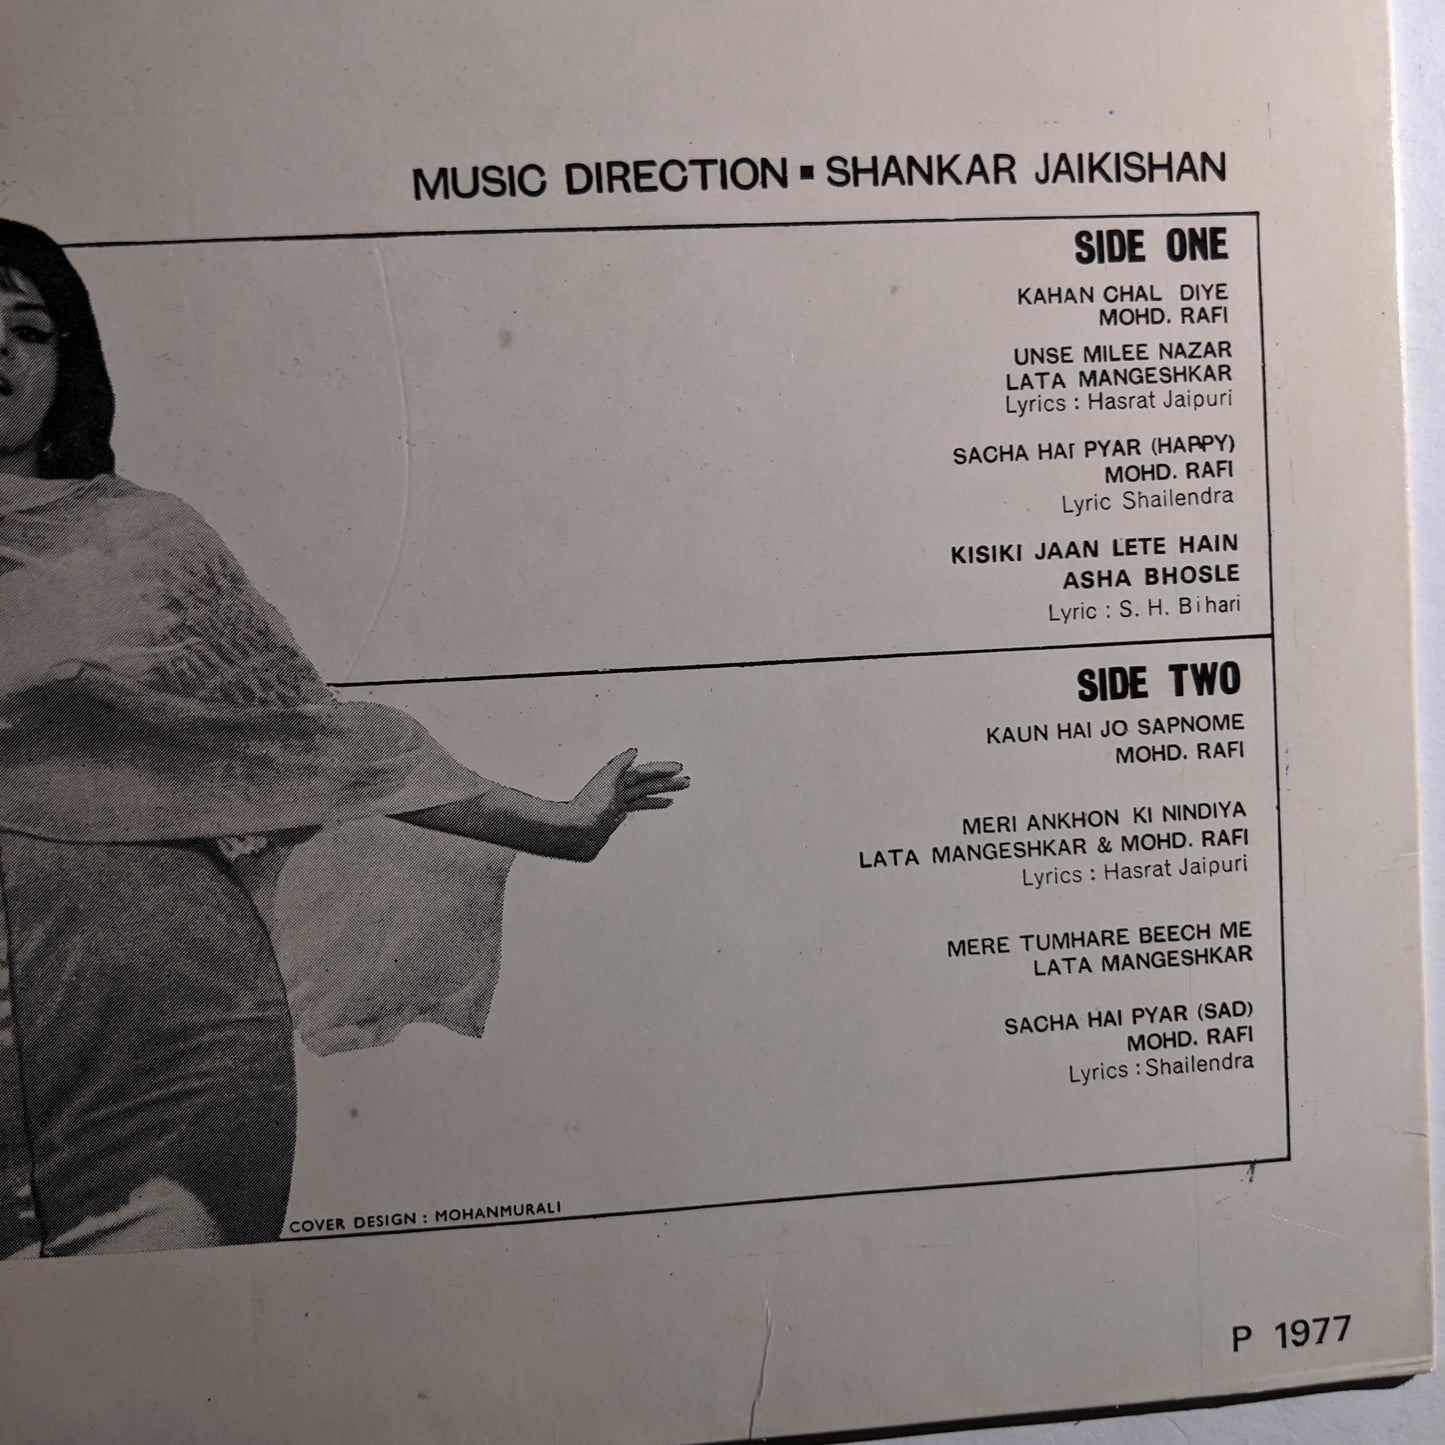 MUSIC DIRECTION ▪ SHANKAR JAIKISHAN
SIDE ONE
KAHAN CHAL DIYE
MOHD. RAFI
UNSE MILEE NAZAR
LATA MANGESHKAR
Lyrics : Hasrat Jaipuri
SACHA HAI PYAR (HAPPY)
MOHD. RAFI
Lyric Shailendra
KISIKI JAAN LETE HAIN
ASHA BHOSLE
Lyric : S. H. Bihari
SIDE TWO
KAUN HAI JO SAPNOME
MOHD. RAFI
MERI ANKHON KI NINDIYA
LATA MANGESHKAR & MOHD. RAFI
Lyrics : Hasrat Jaipuri
MERE TUMHARE BEECH ME
LATA MANGESHKAR
SACHA HAI PYAR (SAD)
MOHD. RAFI
Lyrics : Shailendra
COVER DESIGN : MOHANMURALI
P 1977